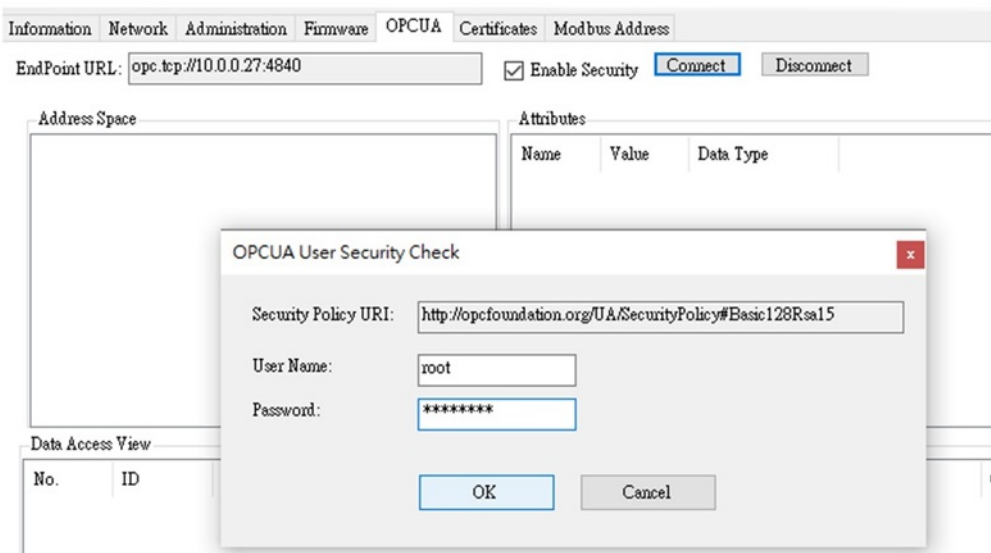 Information Network Administration Firmware OPCUA Certificates Modbus Address
EndPoint URL: opc.tcp://10.0.0.27:4840 Enable Security Connect Disconnect
Address Space Attributes
Name Value Data Type
OPCUA User Security Check x
Security Policy URI: http://opcfoundation.org/UA/SecurityPolicy#Basic128Rsa15
User Name: root
Password: ********
Data Access View
No. ID
OK Cancel